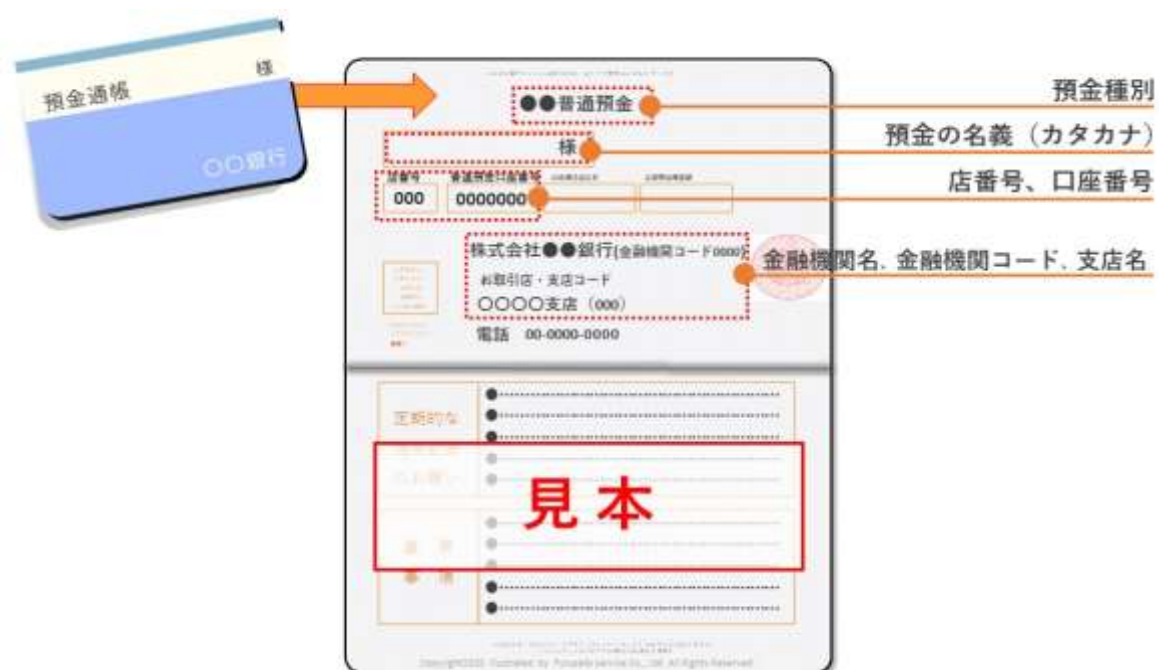 預金通帳
様
〇〇銀行
●●普通預金
様
店番号 普通預金口座番号
000 0000000
株式会社●●銀行(金融機関コード0000)
お取引店・支店コード
〇〇〇〇支店（000）
電話 00-0000-0000
預金種別
預金の名義（カタカナ）
店番号、口座番号
金融機関名、金融機関コード、支店名
定期的な
見本